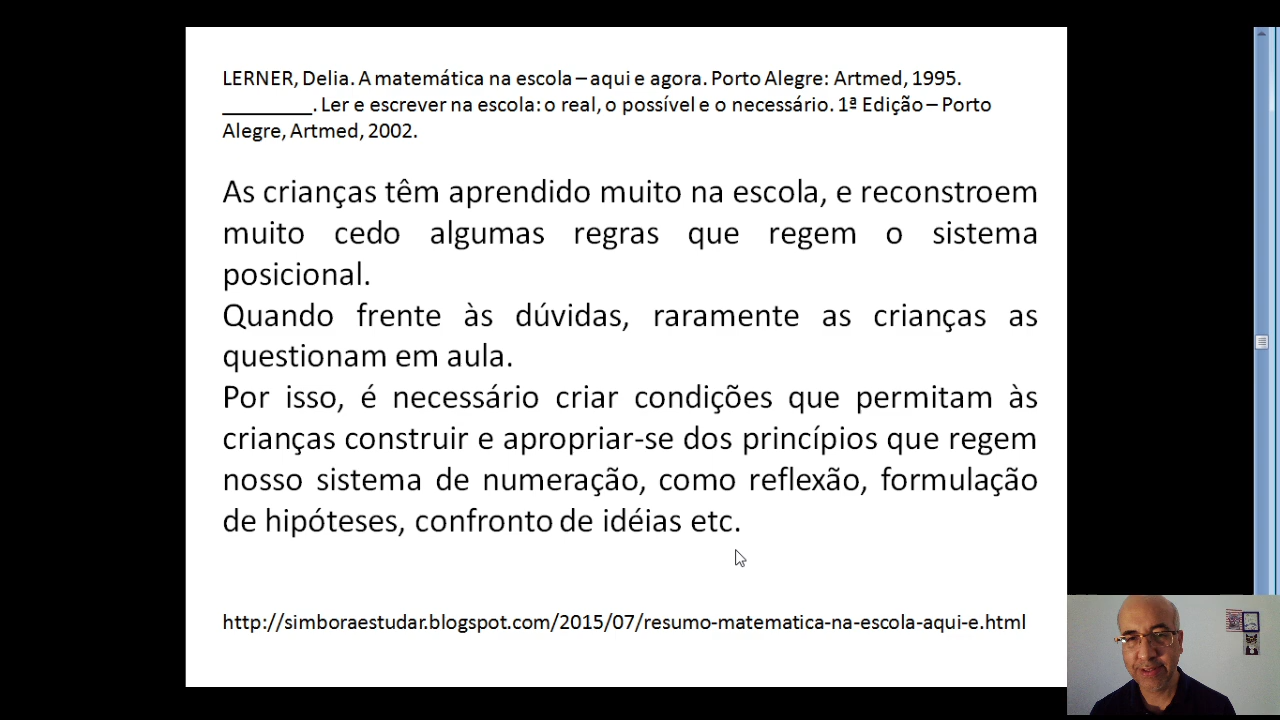 LERNER, Delia. A matemática na escola – aqui e agora. Porto Alegre: Artmed, 1995.
________. Ler e escrever na escola: o real, o possível e o necessário. 1ª Edição – Porto
Alegre, Artmed, 2002.
As crianças têm aprendido muito na escola, e reconstroem
muito cedo algumas regras que regem o sistema
posicional.
Quando frente às dúvidas, raramente as crianças as
questionam em aula.
Por isso, é necessário criar condições que permitam às
crianças construir e apropriar-se dos princípios que regem
nosso sistema de numeração, como reflexão, formulação
de hipóteses, confronto de idéias etc.
http://simboraestudar.blogspot.com/2015/07/resumo-matematica-na-escola-aqui-e.html